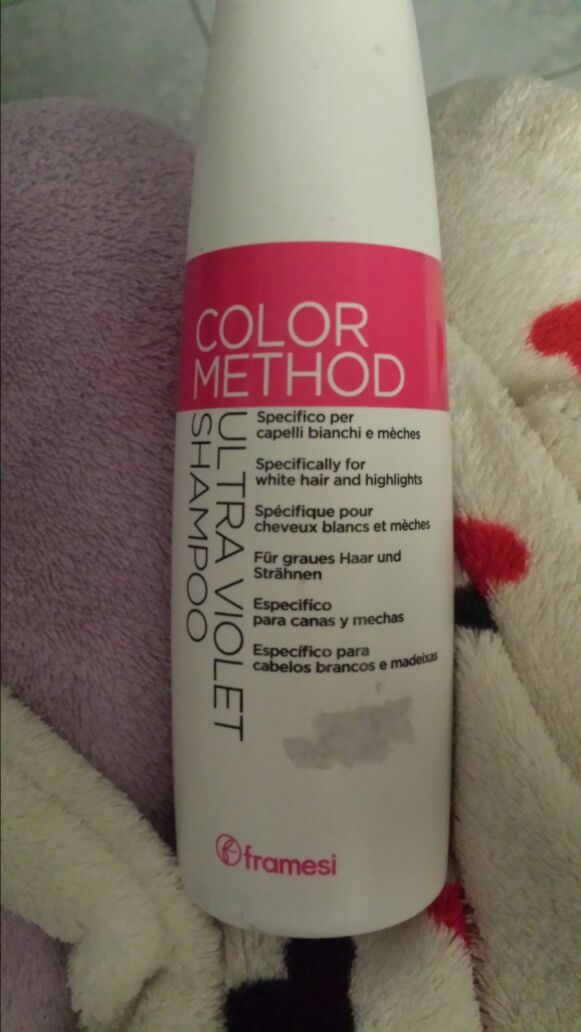 COLOR
METHOD
ULTRA VIOLET
SHAMPOO
Specifico per
capelli bianchi e mèches
Specifically for
white hair and highlights
Spécifique pour
cheveux blancs et mèches
Für graues Haar und
Strähnen
Especifíco
para canas y mechas
Específico para
cabelos brancos e madeixas
framesi